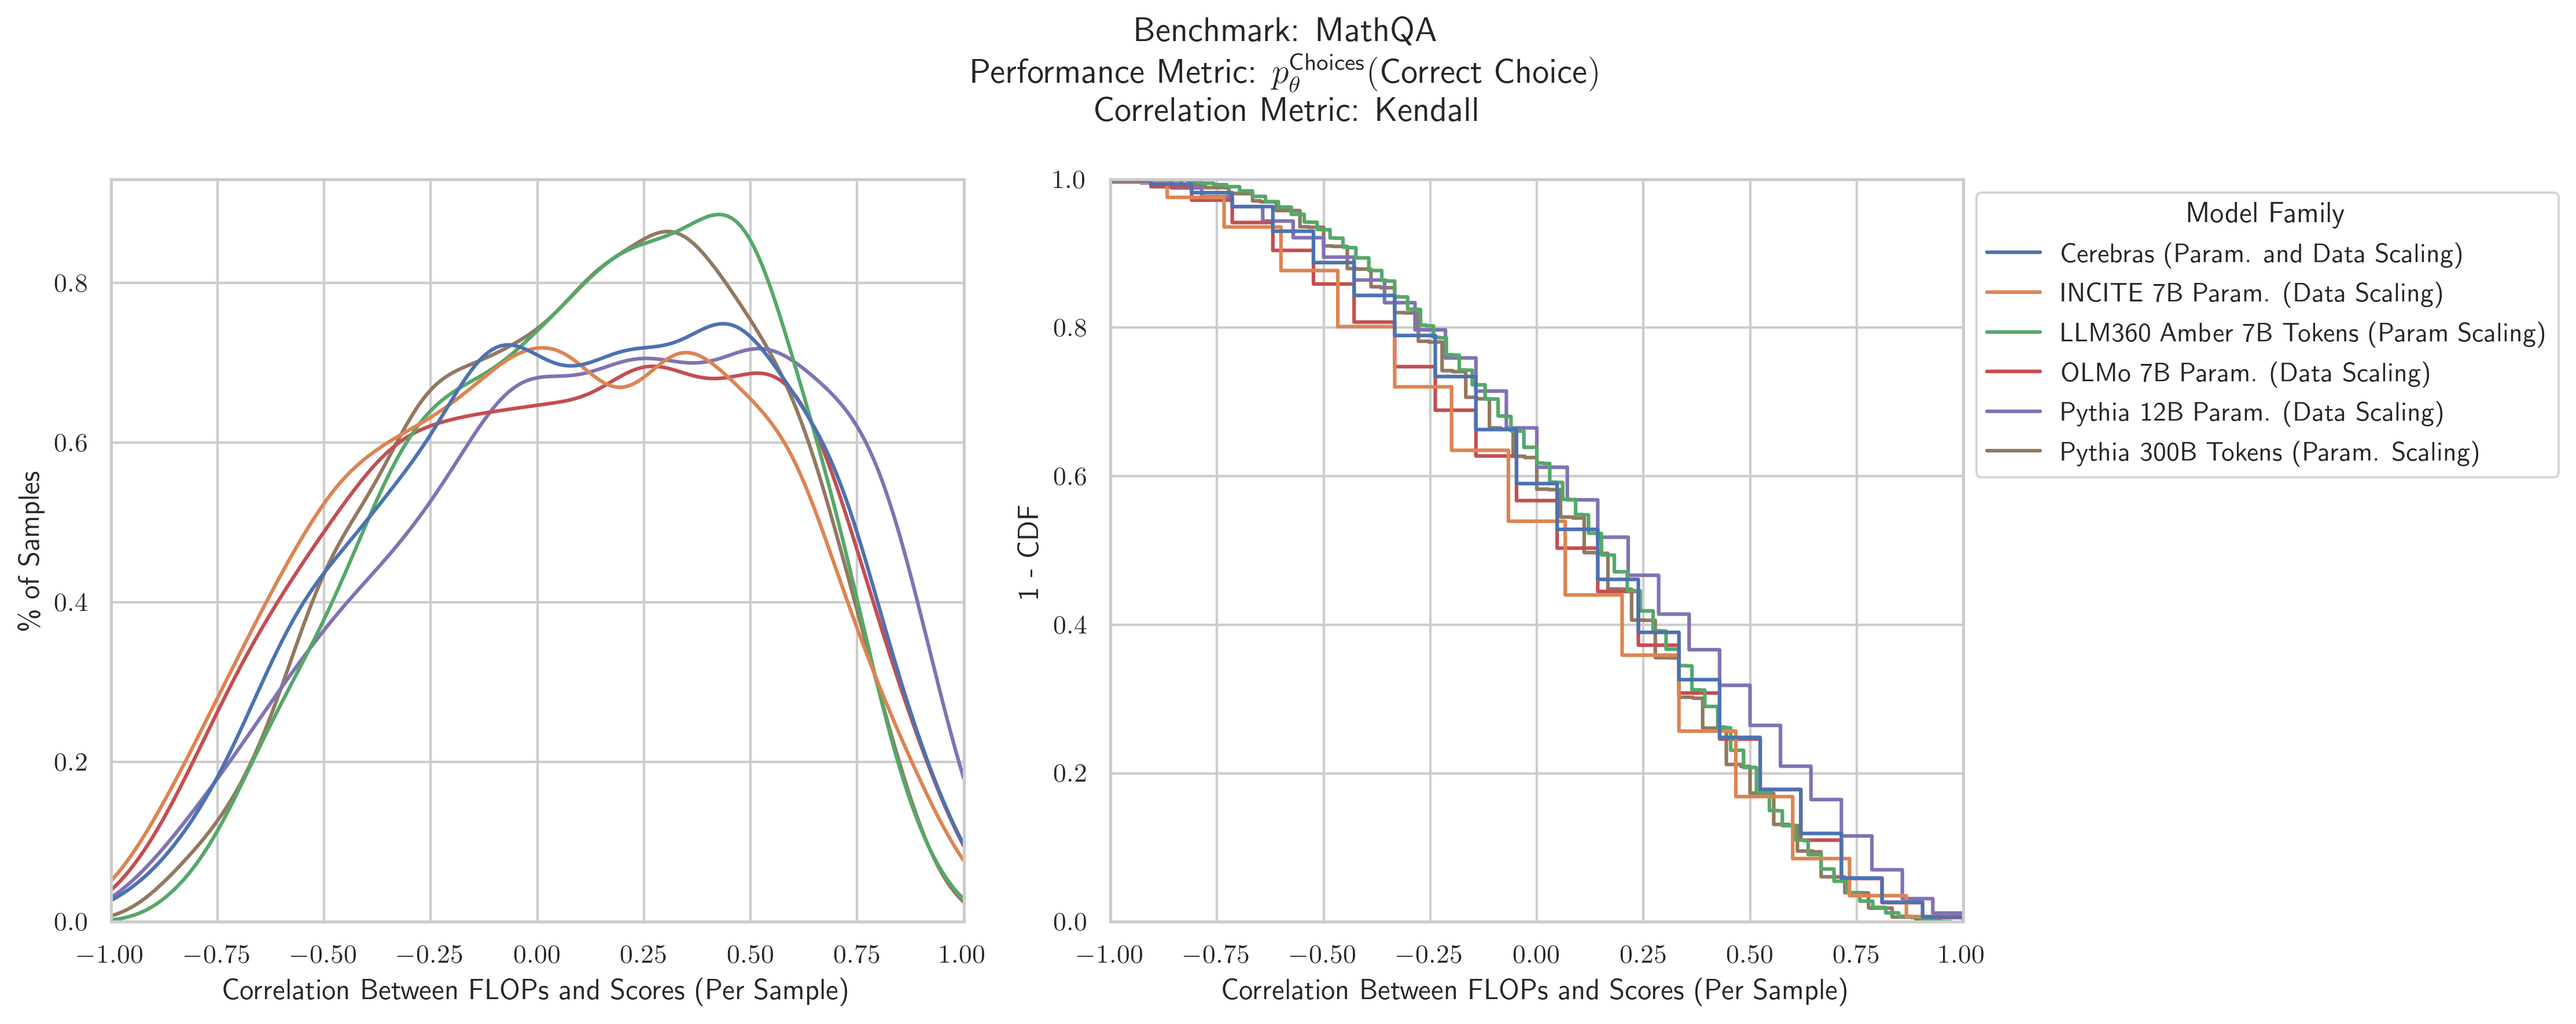 Benchmark: MathQA
Performance Metric: $p_\theta^{\text{Choices}}$(Correct Choice)
Correlation Metric: Kendall
% of Samples
0.8
0.6
0.4
0.2
0.0
−1.00 −0.75 −0.50 −0.25 0.00 0.25 0.50 0.75 1.00
Correlation Between FLOPs and Scores (Per Sample)
1 - CDF
1.0
0.8
0.6
0.4
0.2
0.0
−1.00 −0.75 −0.50 −0.25 0.00 0.25 0.50 0.75 1.00
Correlation Between FLOPs and Scores (Per Sample)
Model Family
Cerebras (Param. and Data Scaling)
INCITE 7B Param. (Data Scaling)
LLM360 Amber 7B Tokens (Param Scaling)
OLMo 7B Param. (Data Scaling)
Pythia 12B Param. (Data Scaling)
Pythia 300B Tokens (Param. Scaling)